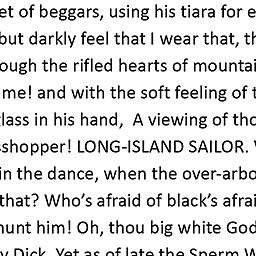 et of beggars, using his tiara for e
but darkly feel that I wear that, th
ough the rifled hearts of mountai
me! and with the soft feeling of t
glass in his hand,  A viewing of tho
sshopper! LONG-ISLAND SAILOR. 
in the dance, when the over-arbo
that? Who’s afraid of black’s afrai
hunt him! Oh, thou big white God
y Dick. Yet as of late the Sperm W